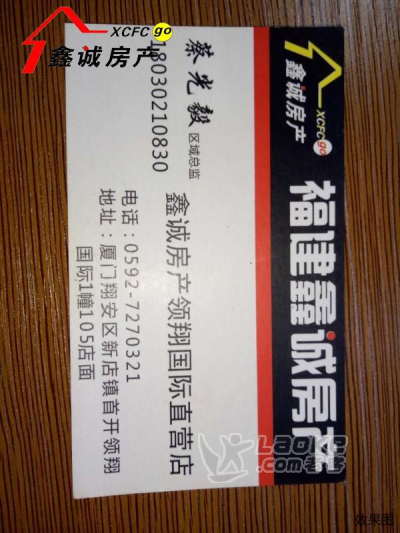 XCFC go
鑫诚房产
XCFC go
鑫诚房产
福建鑫诚房产
蔡光毅 区域总监
18030210830
鑫诚房产领翔国际直营店
电话:0592-7270321
地址:厦门翔安区新店镇首开领翔
国际1幢105店面
效果图